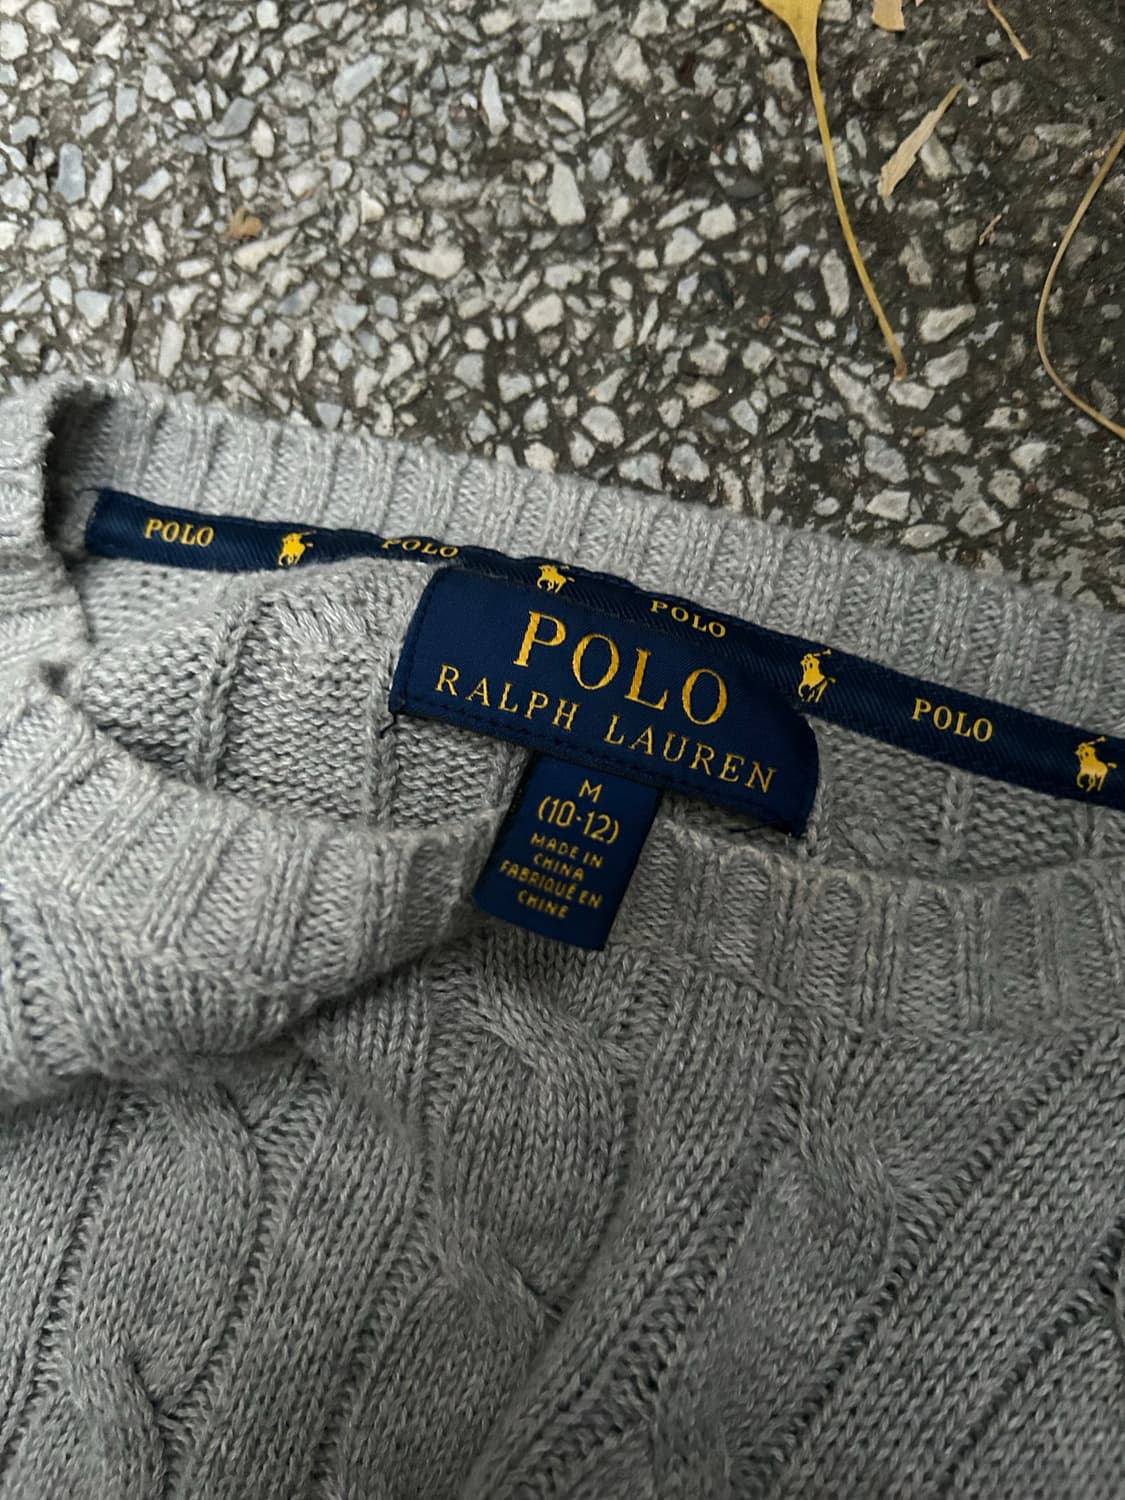 POLO POLO POLO POLO
POLO
RALPH LAUREN
M
(10-12)
MADE IN
CHINA
FABRIQUÉ EN
CHINE